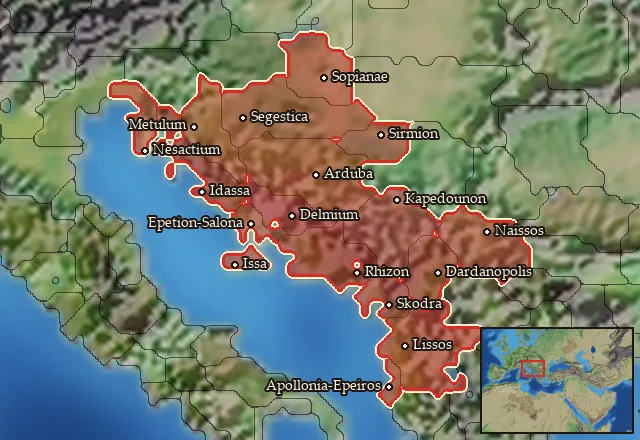 Sopianae
Segestica
Metulum
Sirmion
Nesactium
Arduba
Idassa
Kapedounon
Delmium
Epetion-Salona
Naissos
Issa
Rhizon
Dardanopolis
Skodra
Lissos
Apollonia-Epeiros